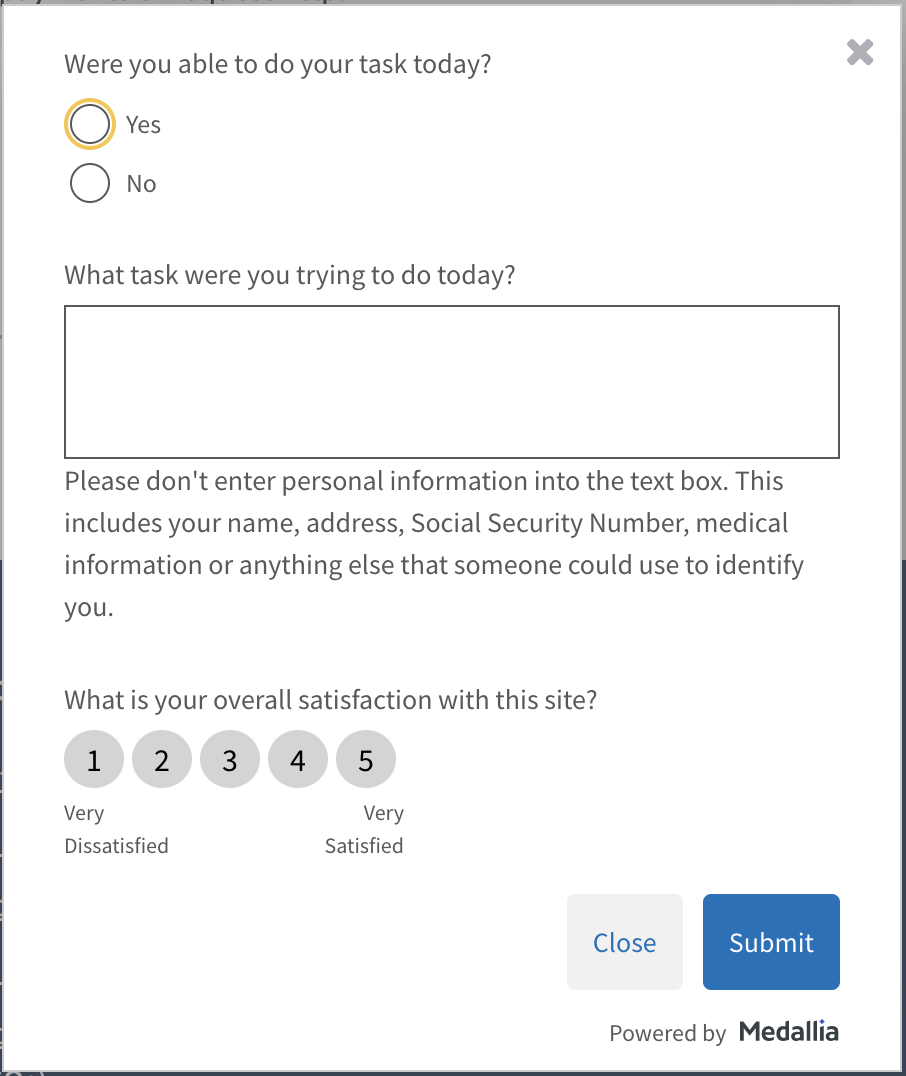 Were you able to do your task today?
Yes
No
What task were you trying to do today?
Please don't enter personal information into the text box. This
includes your name, address, Social Security Number, medical
information or anything else that someone could use to identify
you.
What is your overall satisfaction with this site?
1 2 3 4 5
Very Very
Dissatisfied Satisfied
Close Submit
Powered by Medallia